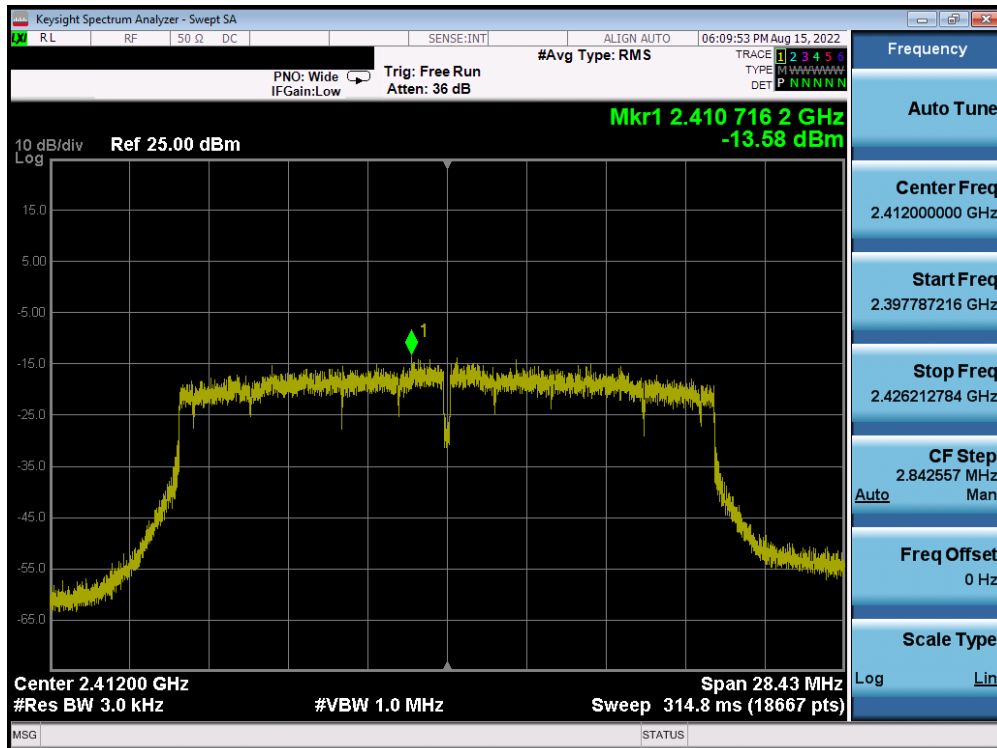 Keysight Spectrum Analyzer - Swept SA
LXI RL RF 50 Ω DC SENSE:INT ALIGN AUTO 06:09:53 PM Aug 15, 2022
PNO: Wide Trig: Free Run #Avg Type: RMS TRACE 1 2 3 4 5 6
IFGain:Low Atten: 36 dB TYPE M WWWWW
DET P N N N N N
Mkr1 2.410 716 2 GHz
-13.58 dBm
10 dB/div Ref 25.00 dBm
Log
15.0
5.00
-5.00
-15.0
-25.0
-35.0
-45.0
-55.0
-65.0
1
Center 2.41200 GHz Span 28.43 MHz
#Res BW 3.0 kHz #VBW 1.0 MHz Sweep 314.8 ms (18667 pts)
MSG STATUS
Frequency
Auto Tune
Center Freq
2.412000000 GHz
Start Freq
2.397787216 GHz
Stop Freq
2.426212784 GHz
CF Step
2.842557 MHz
Auto Man
Freq Offset
0 Hz
Scale Type
Log Lin